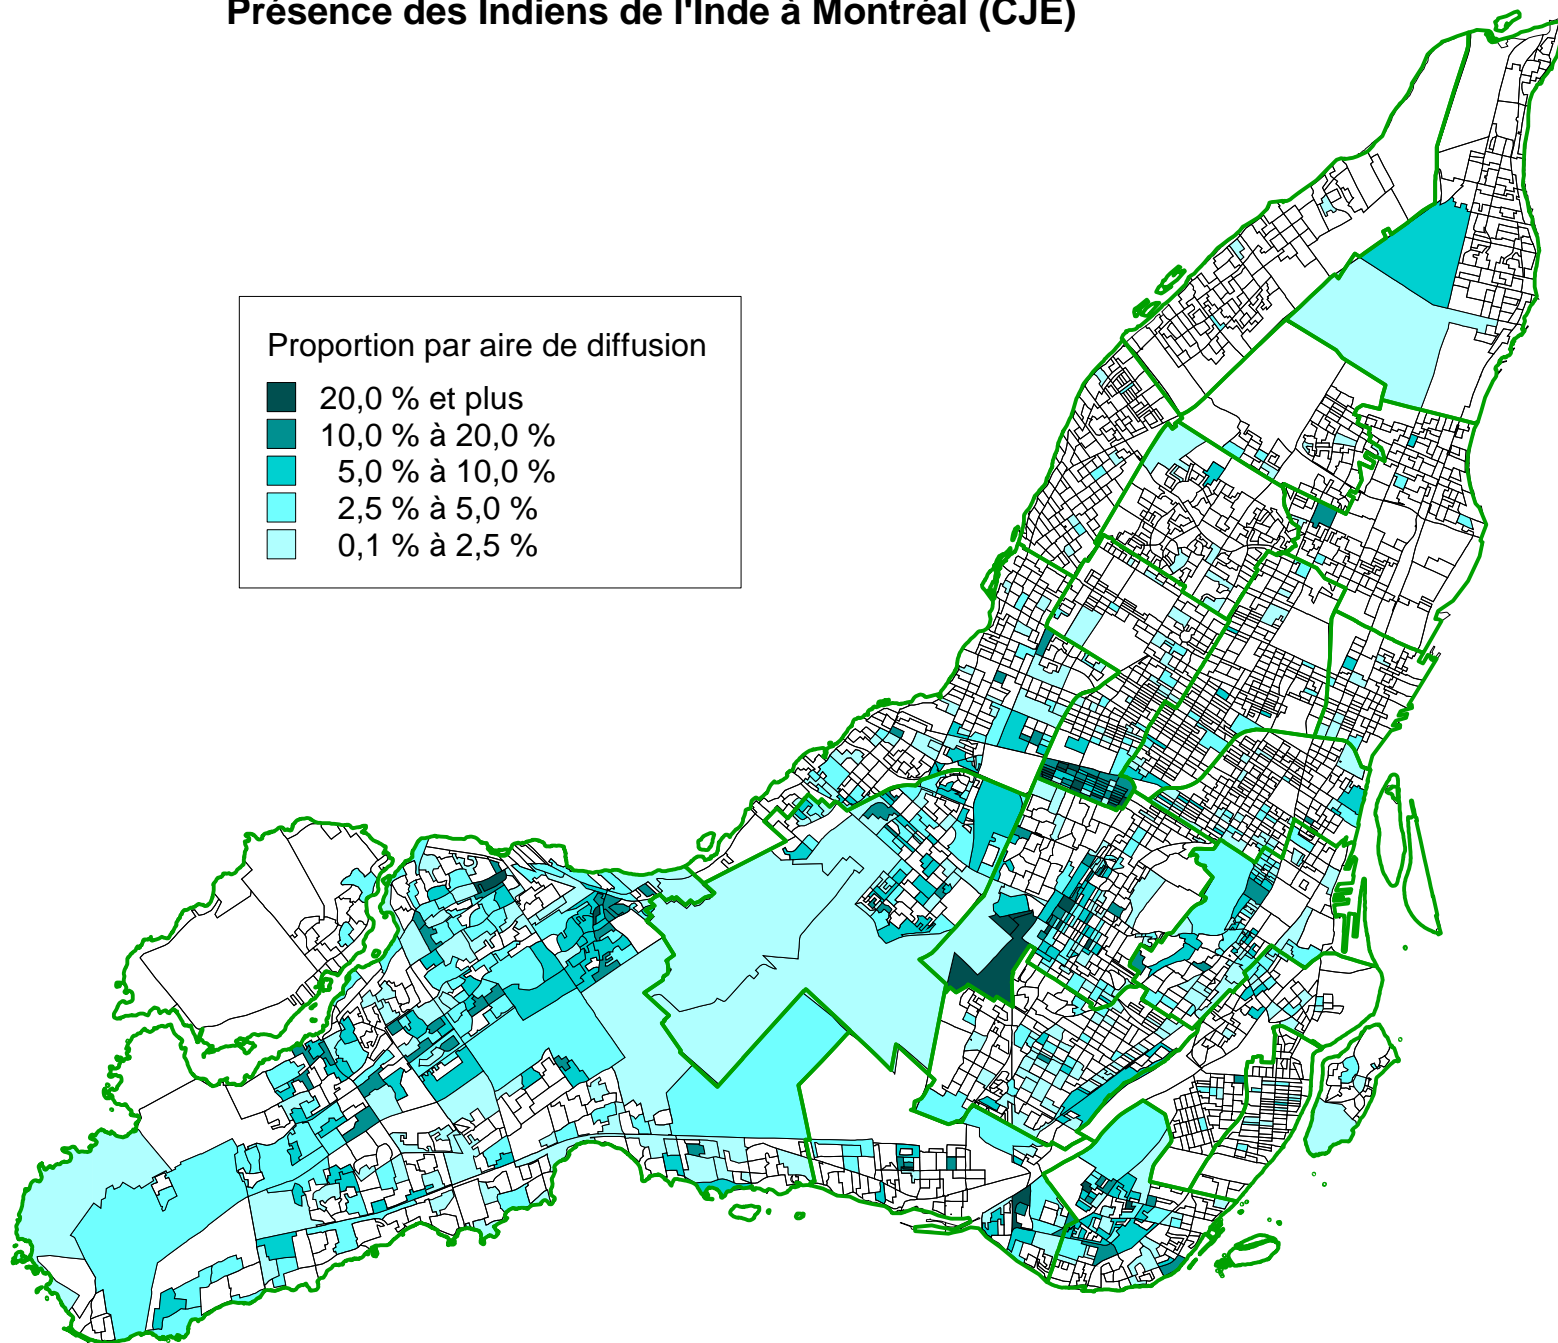 Présence des Indiens de l'Inde à Montréal (CJE)
Proportion par aire de diffusion
20,0 % et plus
10,0 % à 20,0 %
5,0 % à 10,0 %
2,5 % à 5,0 %
0,1 % à 2,5 %